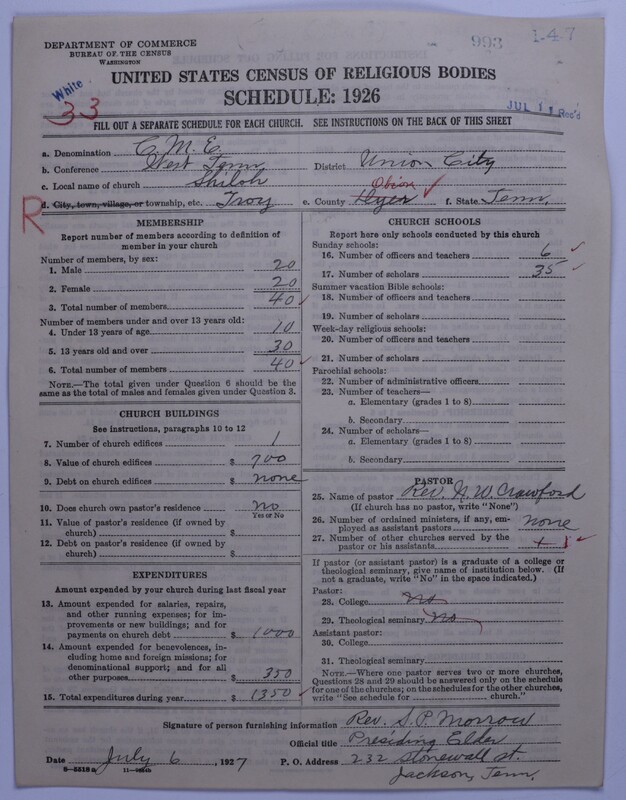 DEPARTMENT OF COMMERCE
BUREAU OF THE CENSUS
WASHINGTON
993
1-4-7
UNITED STATES CENSUS OF RELIGIOUS BODIES
SCHEDULE: 1926
White
33
JUL 11 Rec'd
FILL OUT A SEPARATE SCHEDULE FOR EACH CHURCH. SEE INSTRUCTIONS ON THE BACK OF THIS SHEET
a. Denomination C. M. E.
b. Conference West Tenn District Union City
c. Local name of church Shiloh
R
d. City, town, village, or township, etc. Troy e. County Dyer Obion f. State Tenn.
MEMBERSHIP
Report number of members according to definition of member in your church
Number of members, by sex:
1. Male 20
2. Female 20
3. Total number of members 40
Number of members under and over 13 years old:
4. Under 13 years of age 10
5. 13 years old and over 30
6. Total number of members 40
NOTE.—The total given under Question 6 should be the
same as the total of males and females given under Question 3.
CHURCH BUILDINGS
See instructions, paragraphs 10 to 12
7. Number of church edifices 1
8. Value of church edifices $ 700
9. Debt on church edifices $ none
10. Does church own pastor's residence no
Yes or No
11. Value of pastor's residence (if owned by
church) $
12. Debt on pastor's residence (if owned by
church) $
EXPENDITURES
Amount expended by your church during last fiscal year
13. Amount expended for salaries, repairs,
and other running expenses; for im-
provements or new buildings; and for
payments on church debt $ 1000
14. Amount expended for benevolences, in-
cluding home and foreign missions; for
denominational support; and for all
other purposes $ 350
15. Total expenditures during year $ 1350
CHURCH SCHOOLS
Report here only schools conducted by this church
Sunday schools:
16. Number of officers and teachers 6
17. Number of scholars 35
Summer vacation Bible schools:
18. Number of officers and teachers
19. Number of scholars
Week-day religious schools:
20. Number of officers and teachers
21. Number of scholars
Parochial schools:
22. Number of administrative officers
23. Number of teachers—
a. Elementary (grades 1 to 8)
b. Secondary
24. Number of scholars—
a. Elementary (grades 1 to 8)
b. Secondary
PASTOR
25. Name of pastor Rev. N. W. Crawford
(If church has no pastor, write "None")
26. Number of ordained ministers, if any, em-
ployed as assistant pastors none
27. Number of other churches served by the
pastor or his assistants 1
If pastor (or assistant pastor) is a graduate of a college or
theological seminary, give name of institution below. (If
not a graduate, write "No" in the space indicated.)
Pastor:
28. College no
29. Theological seminary no
Assistant pastor:
30. College
31. Theological seminary
NOTE.—Where one pastor serves two or more churches,
Questions 28 and 29 should be answered only on the schedule
for one of the churches; on the schedules for the other churches,
write "See schedule for church."
Signature of person furnishing information Rev. S. P. Morrow
Official title Presiding Elder
Date July 6, 1927 P. O. Address 232 Stonewall st.
Jackson, Tenn.